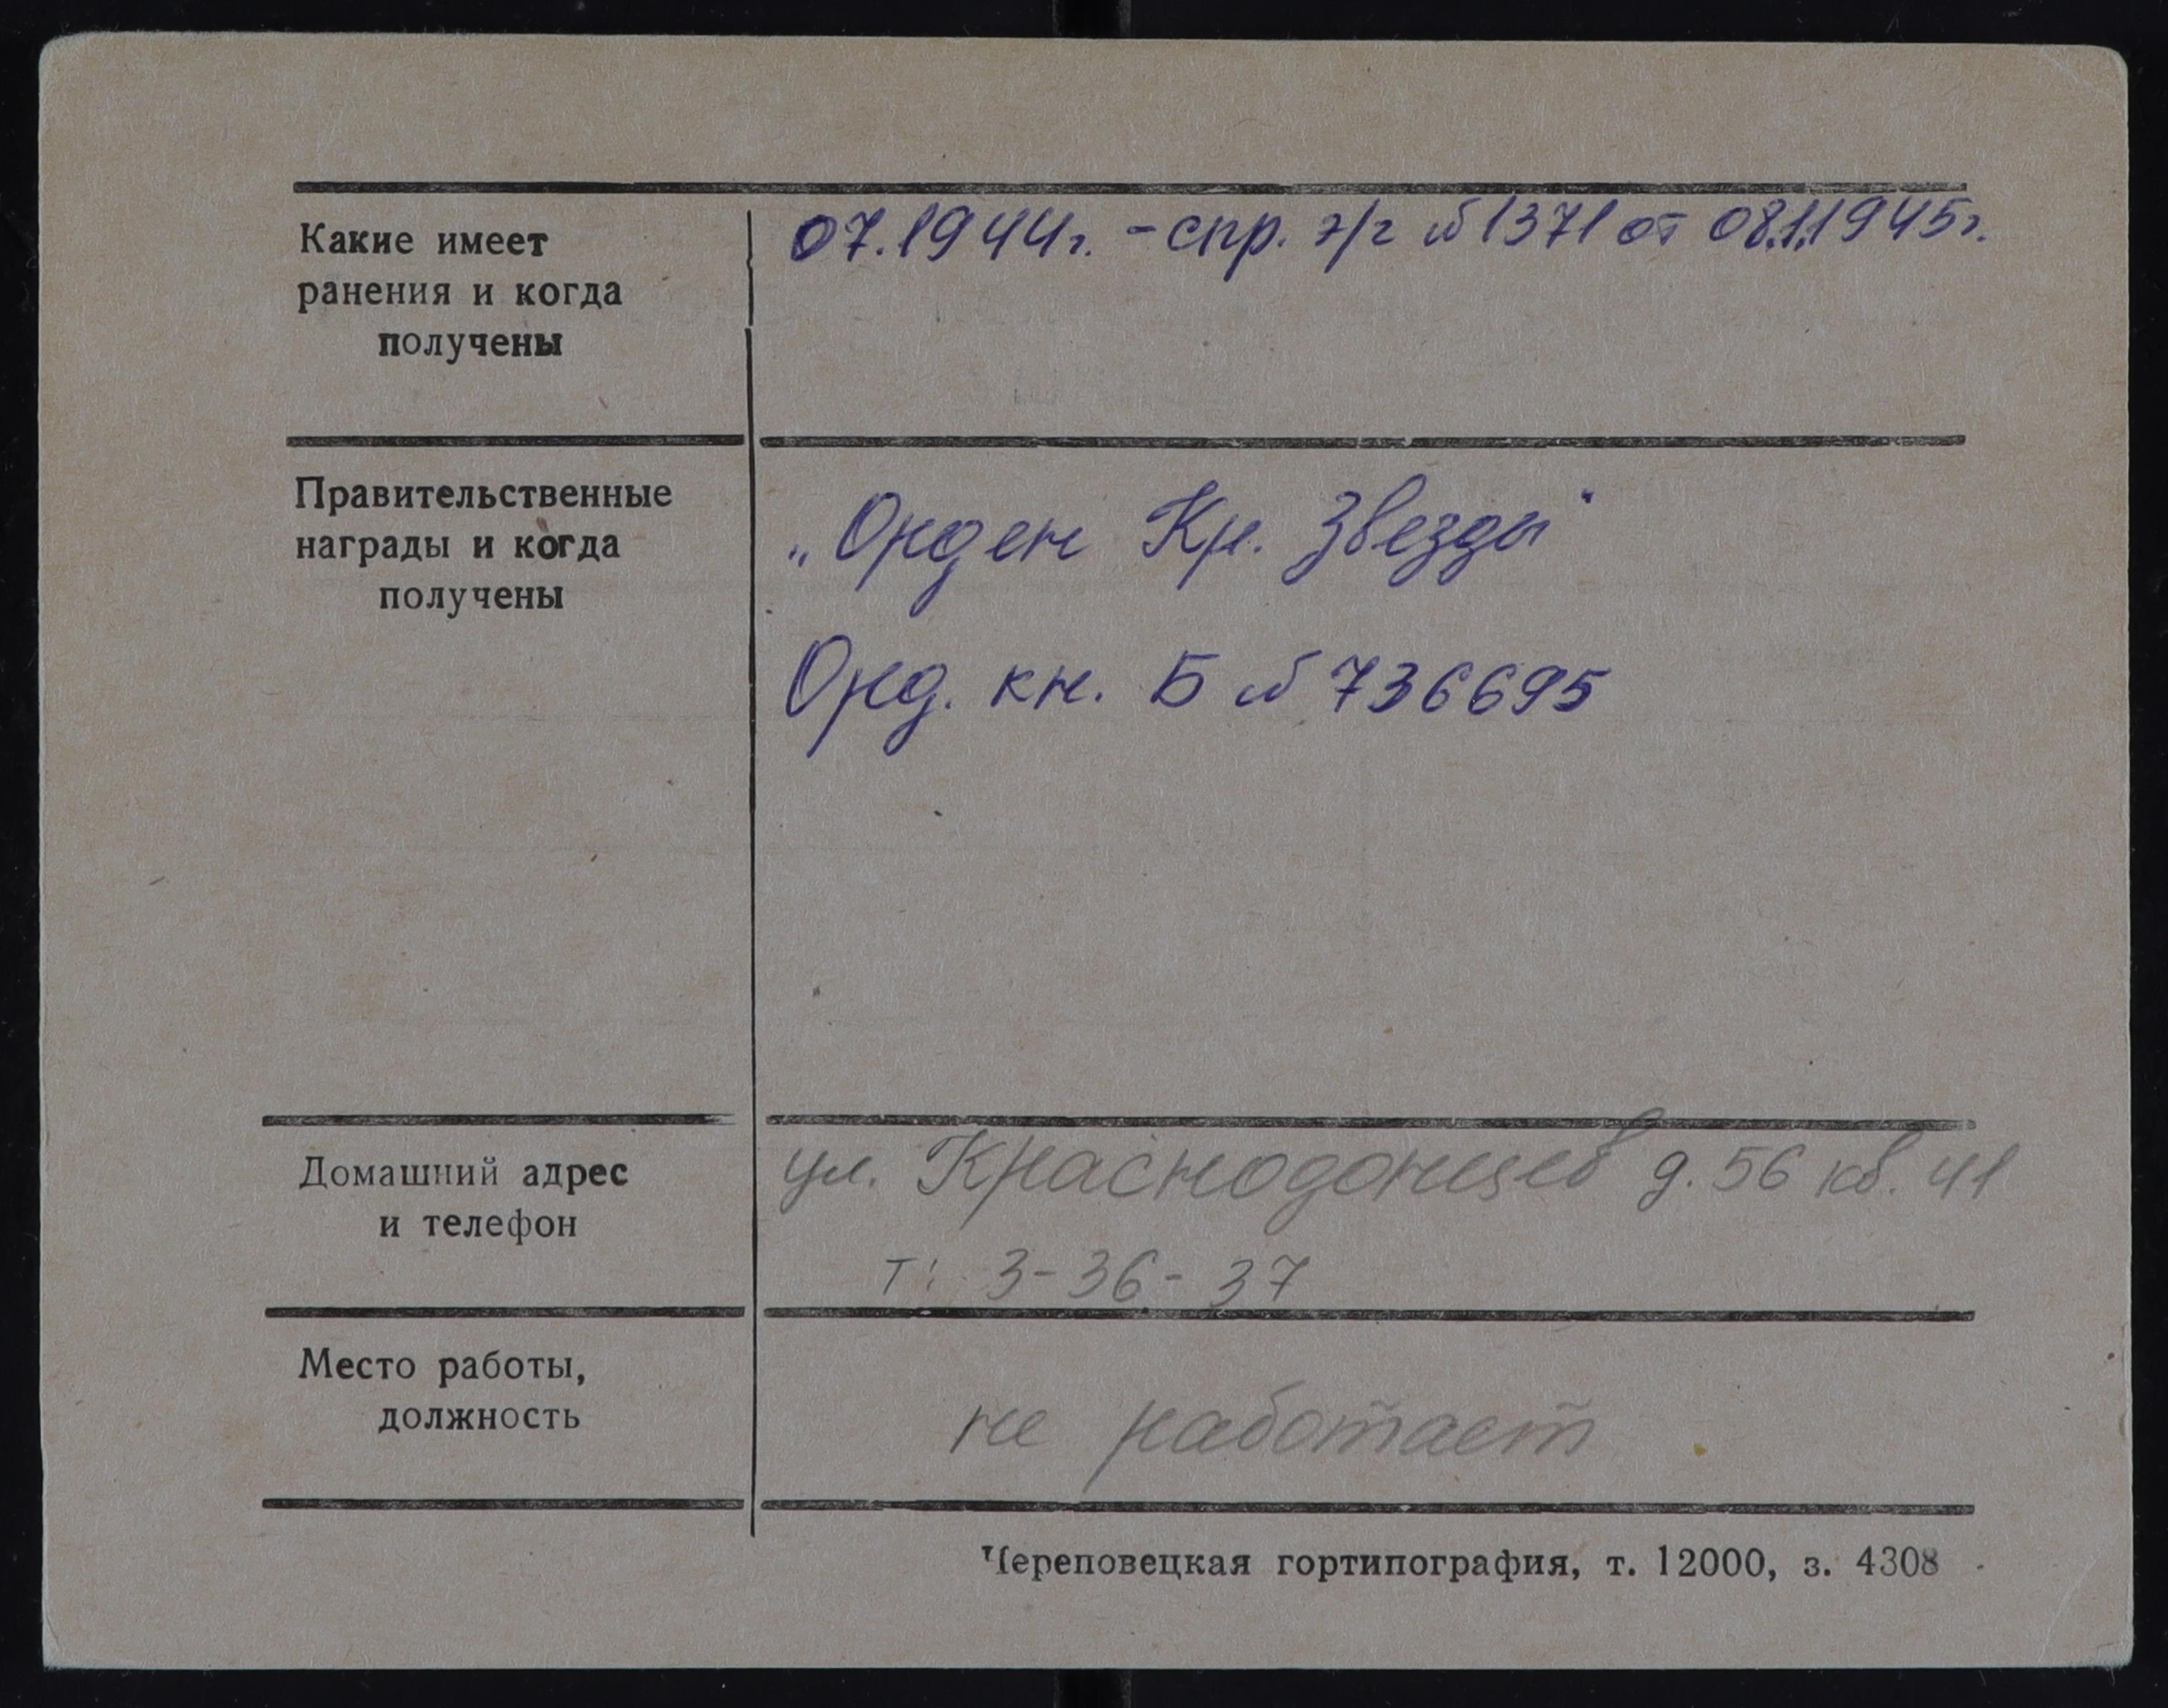 Какие имеет
ранения и когда
получены
07.1944г. - спр. э/г № 1371 от 08.1.1945г.
Правительственные
награды и когда
получены
„Орден Кр. Звезды"
Орд. кн. Б № 736695
Домашний адрес
и телефон
ул. Краснодонцев д. 56 кв. 41
т: 3-36-37
Место работы,
должность
не работает
Череповецкая гортипография, т. 12000, з. 4308